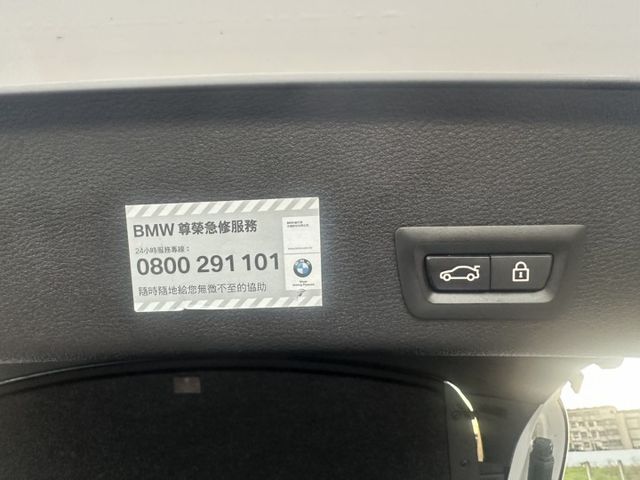 BMW 尊榮急修服務
24小時服務專線：
0800 291 101
隨時隨地給您無微不至的協助
BMW